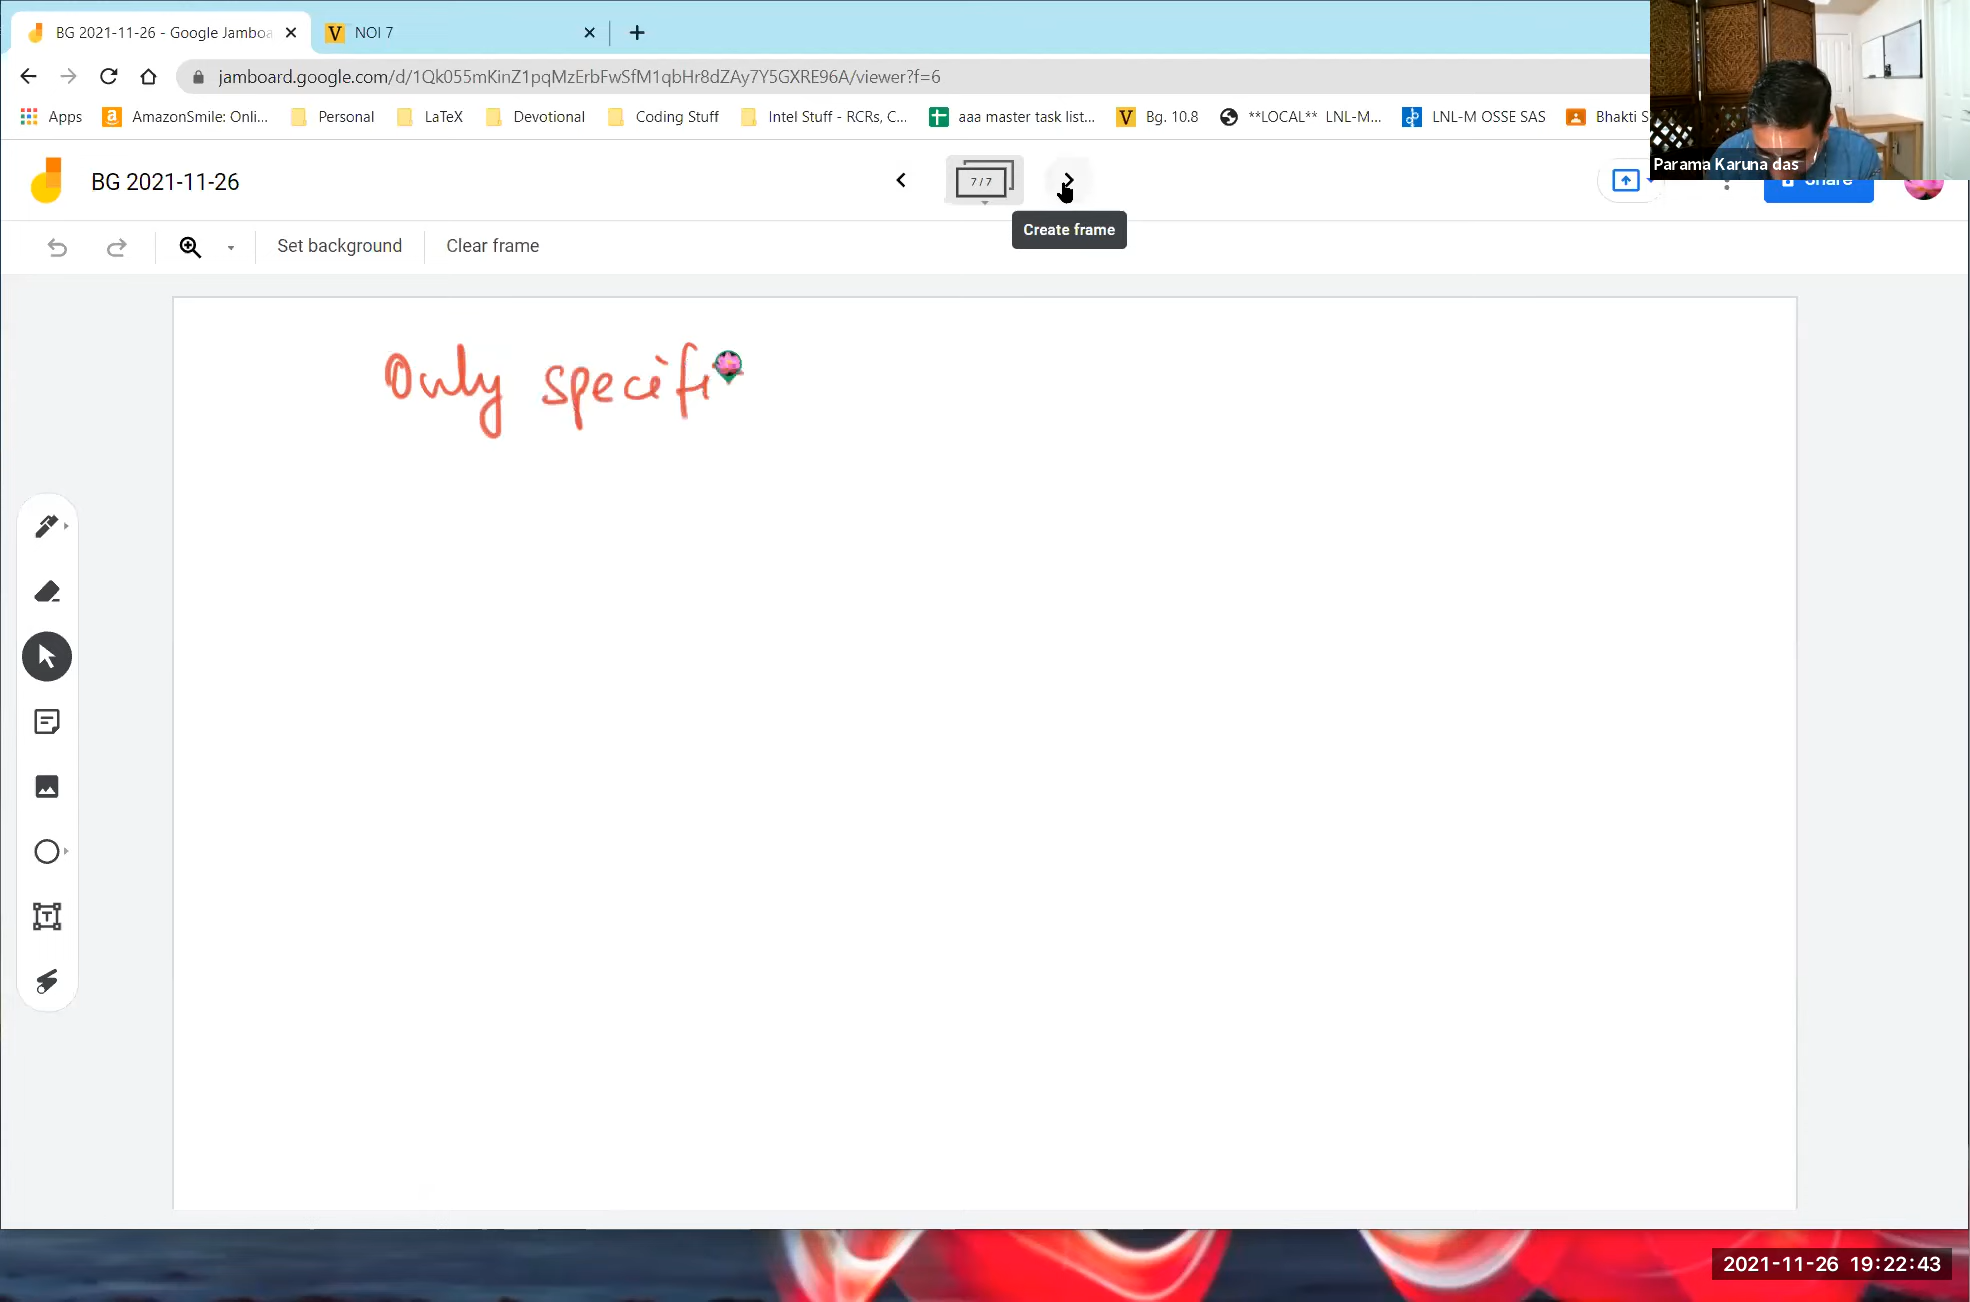 BG 2021-11-26 - Google Jamboa
NOI 7
jamboard.google.com/d/1Qk055mKinZ1pqMzErbFwSfM1qbHr8dZAy7Y5GXRE96A/viewer?f=6
Apps AmazonSmile: Onli... Personal LaTeX Devotional Coding Stuff Intel Stuff - RCRs, C... aaa master task list... Bg. 10.8 **LOCAL** LNL-M... LNL-M OSSE SAS Bhakti S
Parama Karuna das
BG 2021-11-26
7 / 7
Share
Create frame
Set background Clear frame
Only specifi
2021-11-26 19:22:43